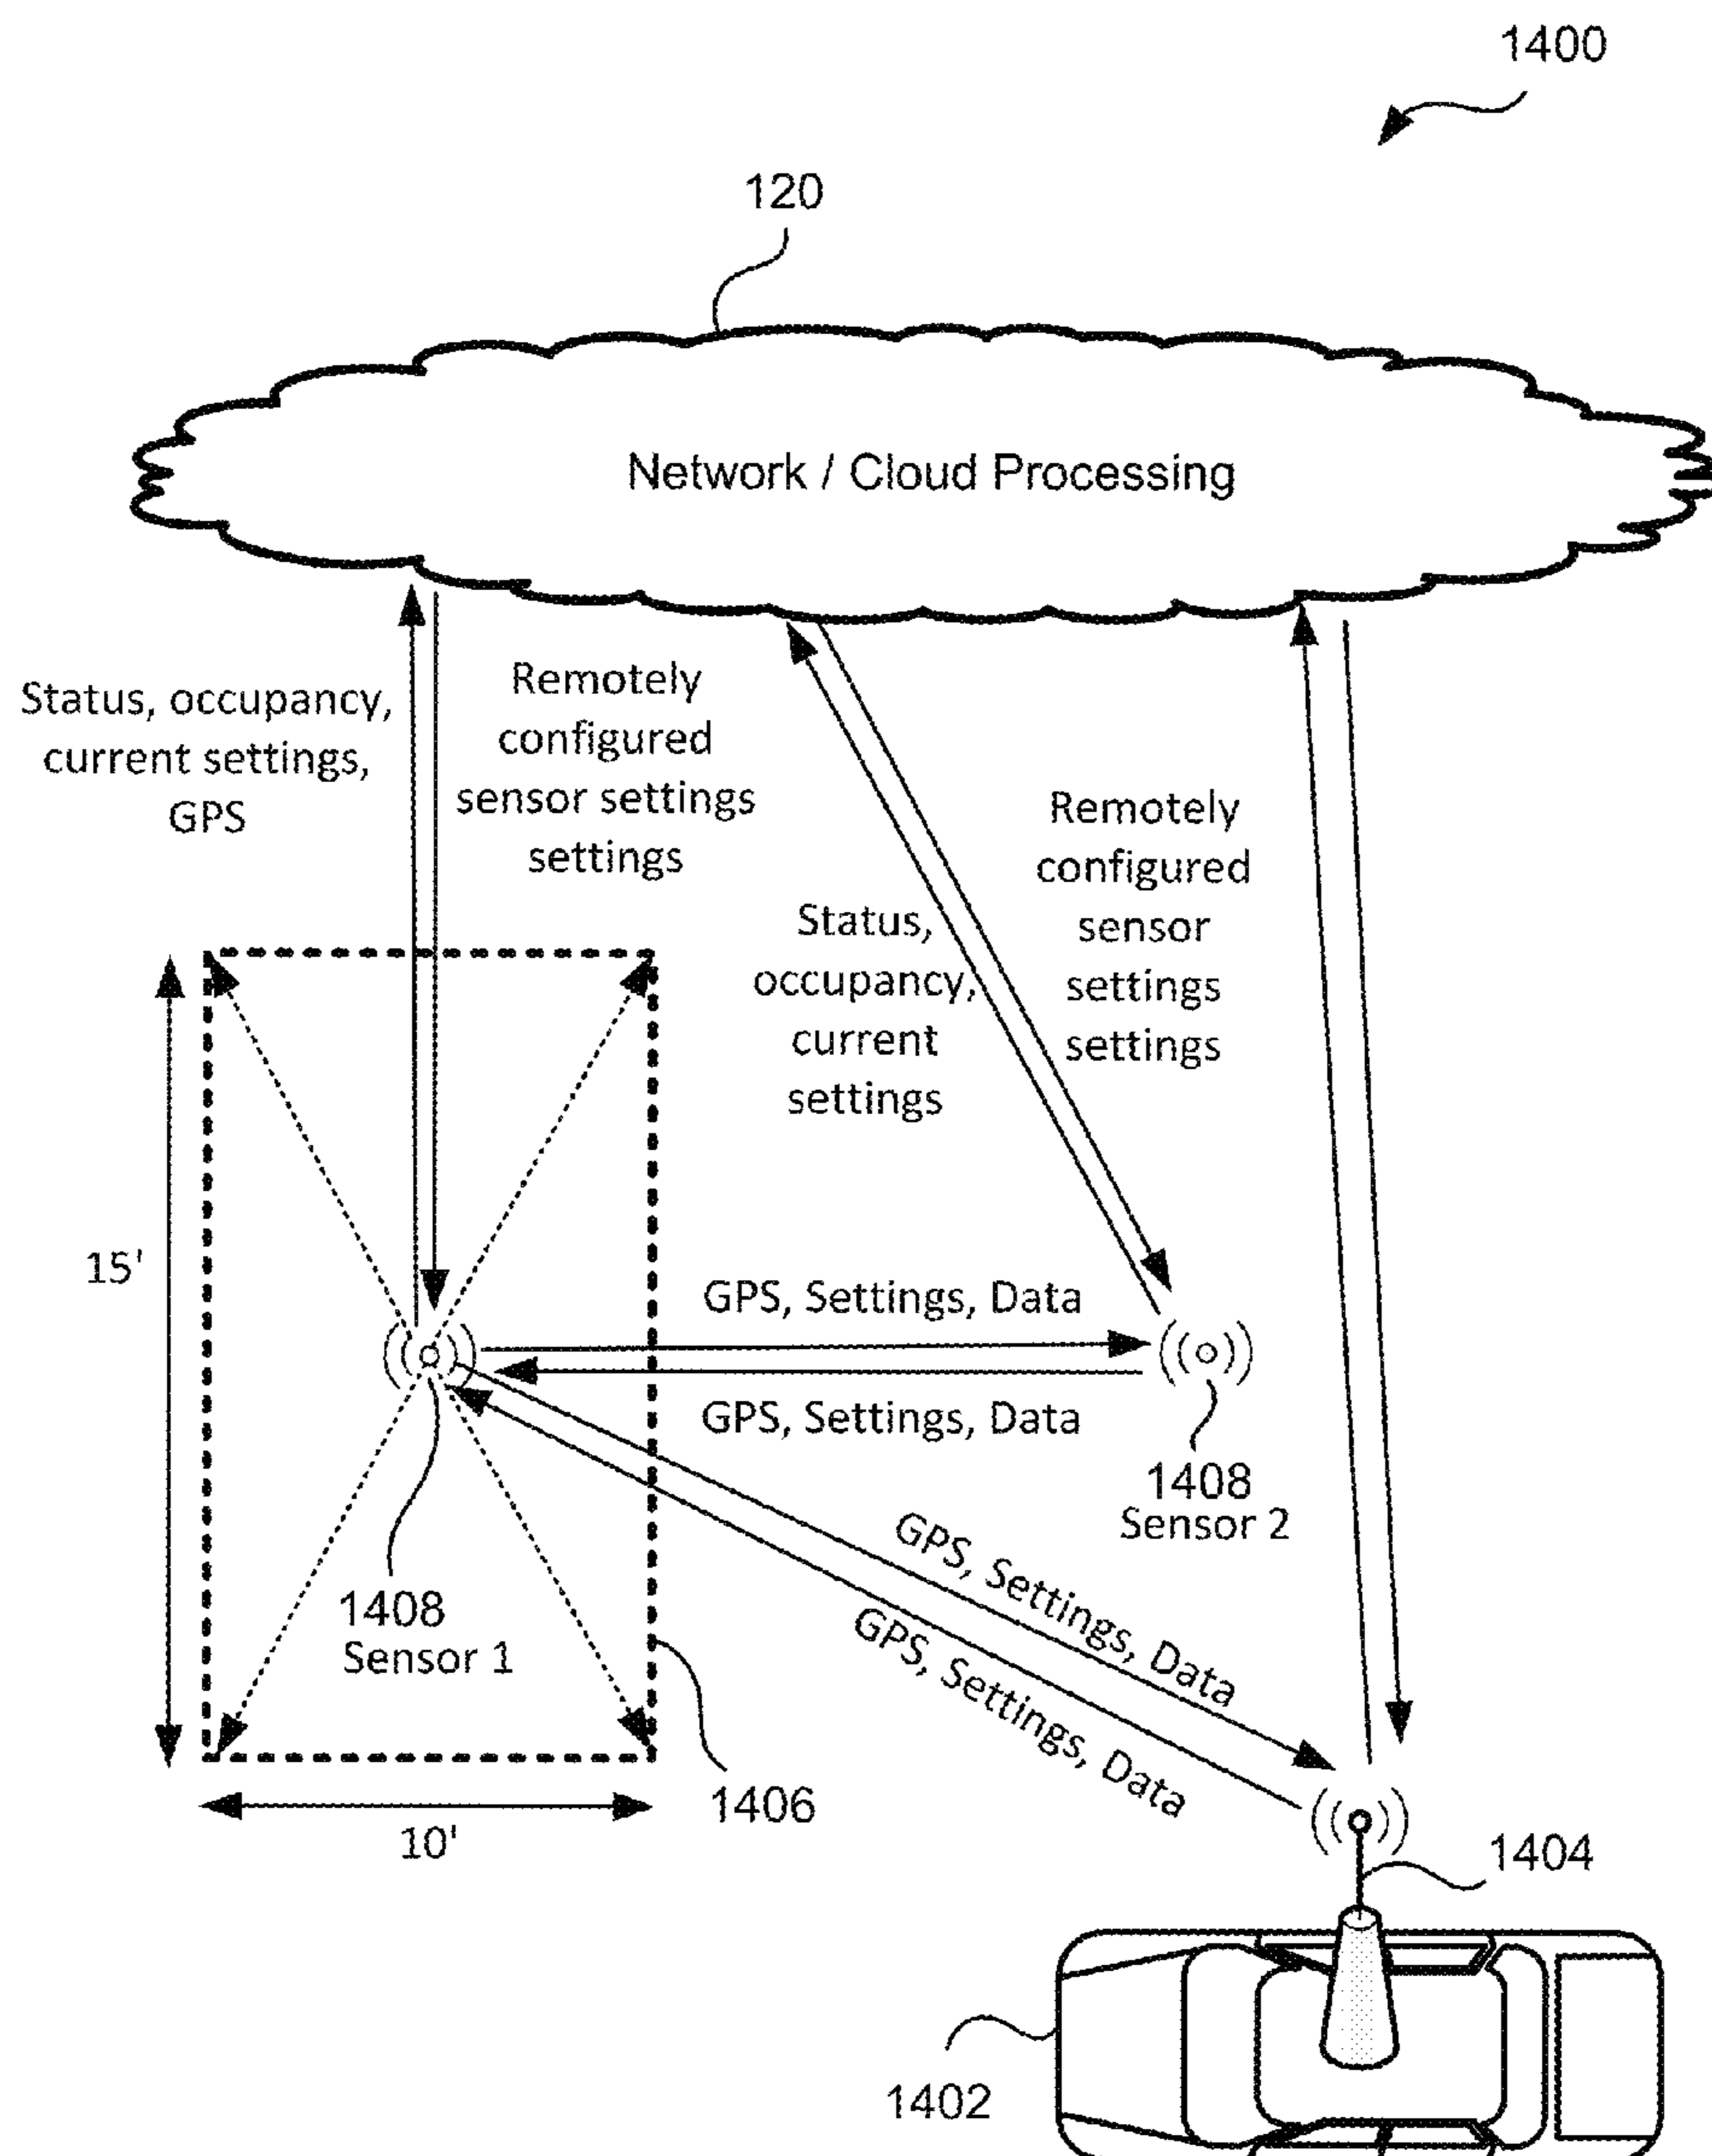 1400
120
Network / Cloud Processing
Status, occupancy,
current settings,
GPS
Remotely
configured
sensor settings
settings
Status,
occupancy,
current
settings
Remotely
configured
sensor
settings
settings
15'
10'
GPS, Settings, Data
GPS, Settings, Data
1408
Sensor 2
1408
Sensor 1
GPS, Settings, Data
GPS, Settings, Data
1406
1404
1402